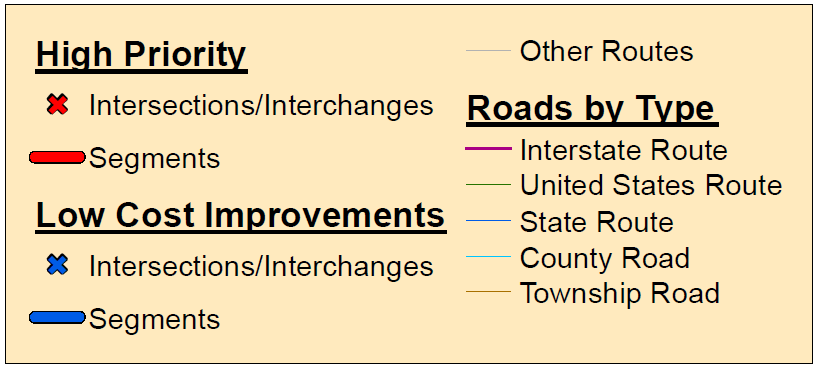 High Priority
Intersections/Interchanges
Segments
Low Cost Improvements
Intersections/Interchanges
Segments
Other Routes
Roads by Type
Interstate Route
United States Route
State Route
County Road
Township Road